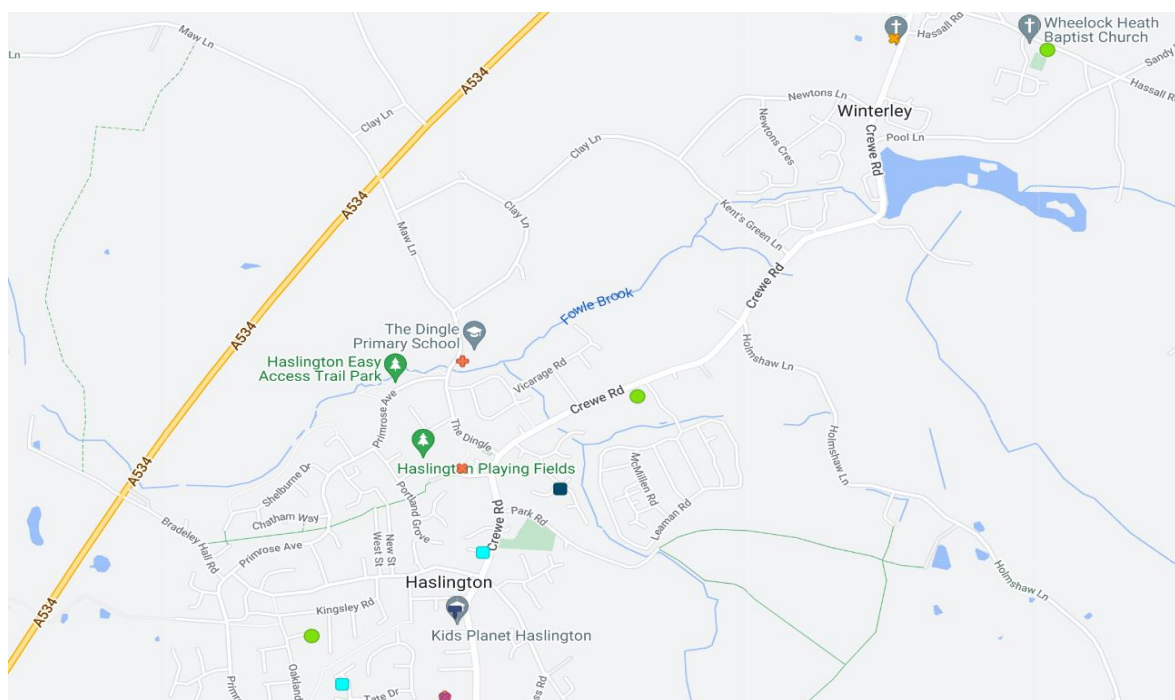 Maw Ln
Hassall Rd
Wheelock Heath
Baptist Church
Ln
Sandy
A534
Hassall R
Newtons Ln
Winterley
Clay Ln
Newtons Cres
Crewe Rd
Pool Ln
Clay Ln
A534
Kent's Green Ln
Clay Ln
Maw Ln
Crewe Rd
Fowle Brook
The Dingle
Primary School
A534
Haslington Easy
Access Trail Park
Vicarage Rd
Holmshaw Ln
Crewe Rd
Primrose Ave
The Dingle
Haslington Playing Fields
A534
Shelburne Dr
McMillen Rd
Holmshaw Ln
Portland Grove
Leaman Rd
Chatham Way
Park Rd
Crewe Rd
Bradeley Hall Rd
Primrose Ave
New St
West St
Haslington
Holmshaw Ln
Kingsley Rd
A534
Kids Planet Haslington
Oakland
Tate Dr
ss Rd
Prim